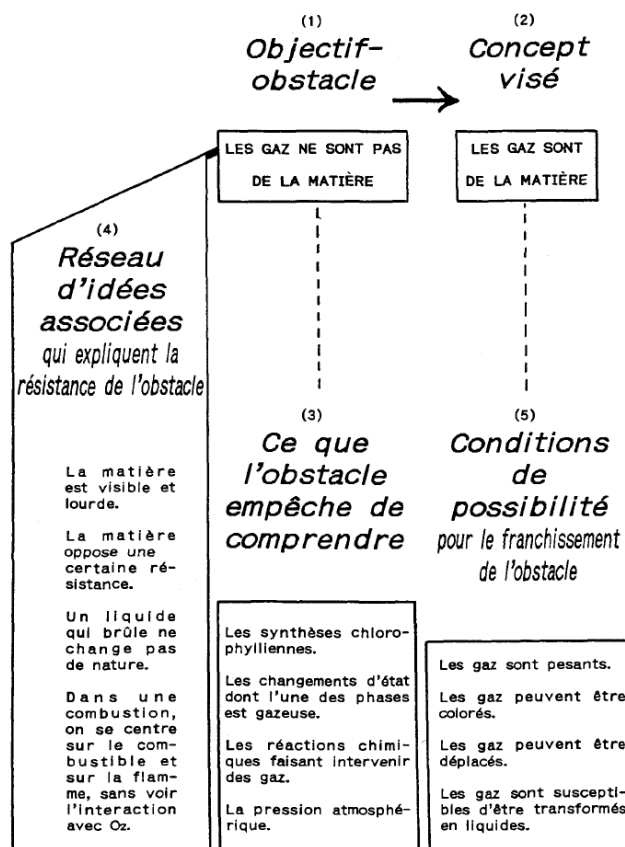 (1)
Objectif-
obstacle
(2)
Concept
visé
LES GAZ NE SONT PAS
DE LA MATIÈRE
LES GAZ SONT
DE LA MATIÈRE
(4)
Réseau
d'idées
associées
qui expliquent la
résistance de l'obstacle
La matière
est visible et
lourde.
La matière
oppose une
certaine ré-
sistance.
Un liquide
qui brûle ne
change pas
de nature.
Dans une
combustion,
on se centre
sur le com-
bustible et
sur la flam-
me, sans voir
l'interaction
avec Oz.
(3)
Ce que
l'obstacle
empêche de
comprendre
Les synthèses chloro-
phylliennes.
Les changements d'état
dont l'une des phases
est gazeuse.
Les réactions chimi-
ques faisant intervenir
des gaz.
La pression atmosphé-
rique.
(5)
Conditions
de
possibilité
pour le franchissement
de l'obstacle
Les gaz sont pesants.
Les gaz peuvent être
colorés.
Les gaz peuvent être
déplacés.
Les gaz sont suscepti-
bles d'être transformés
en liquides.